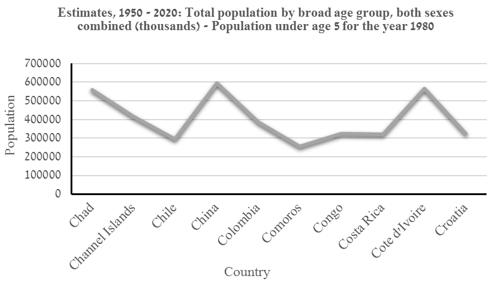 Estimates, 1950 - 2020: Total population by broad age group, both sexes
combined (thousands) - Population under age 5 for the year 1980
700000
600000
500000
400000
300000
200000
100000
0
Population
Chad
Channel Islands
Chile
China
Colombia
Comoros
Congo
Costa Rica
Cote d'Ivoire
Croatia
Country